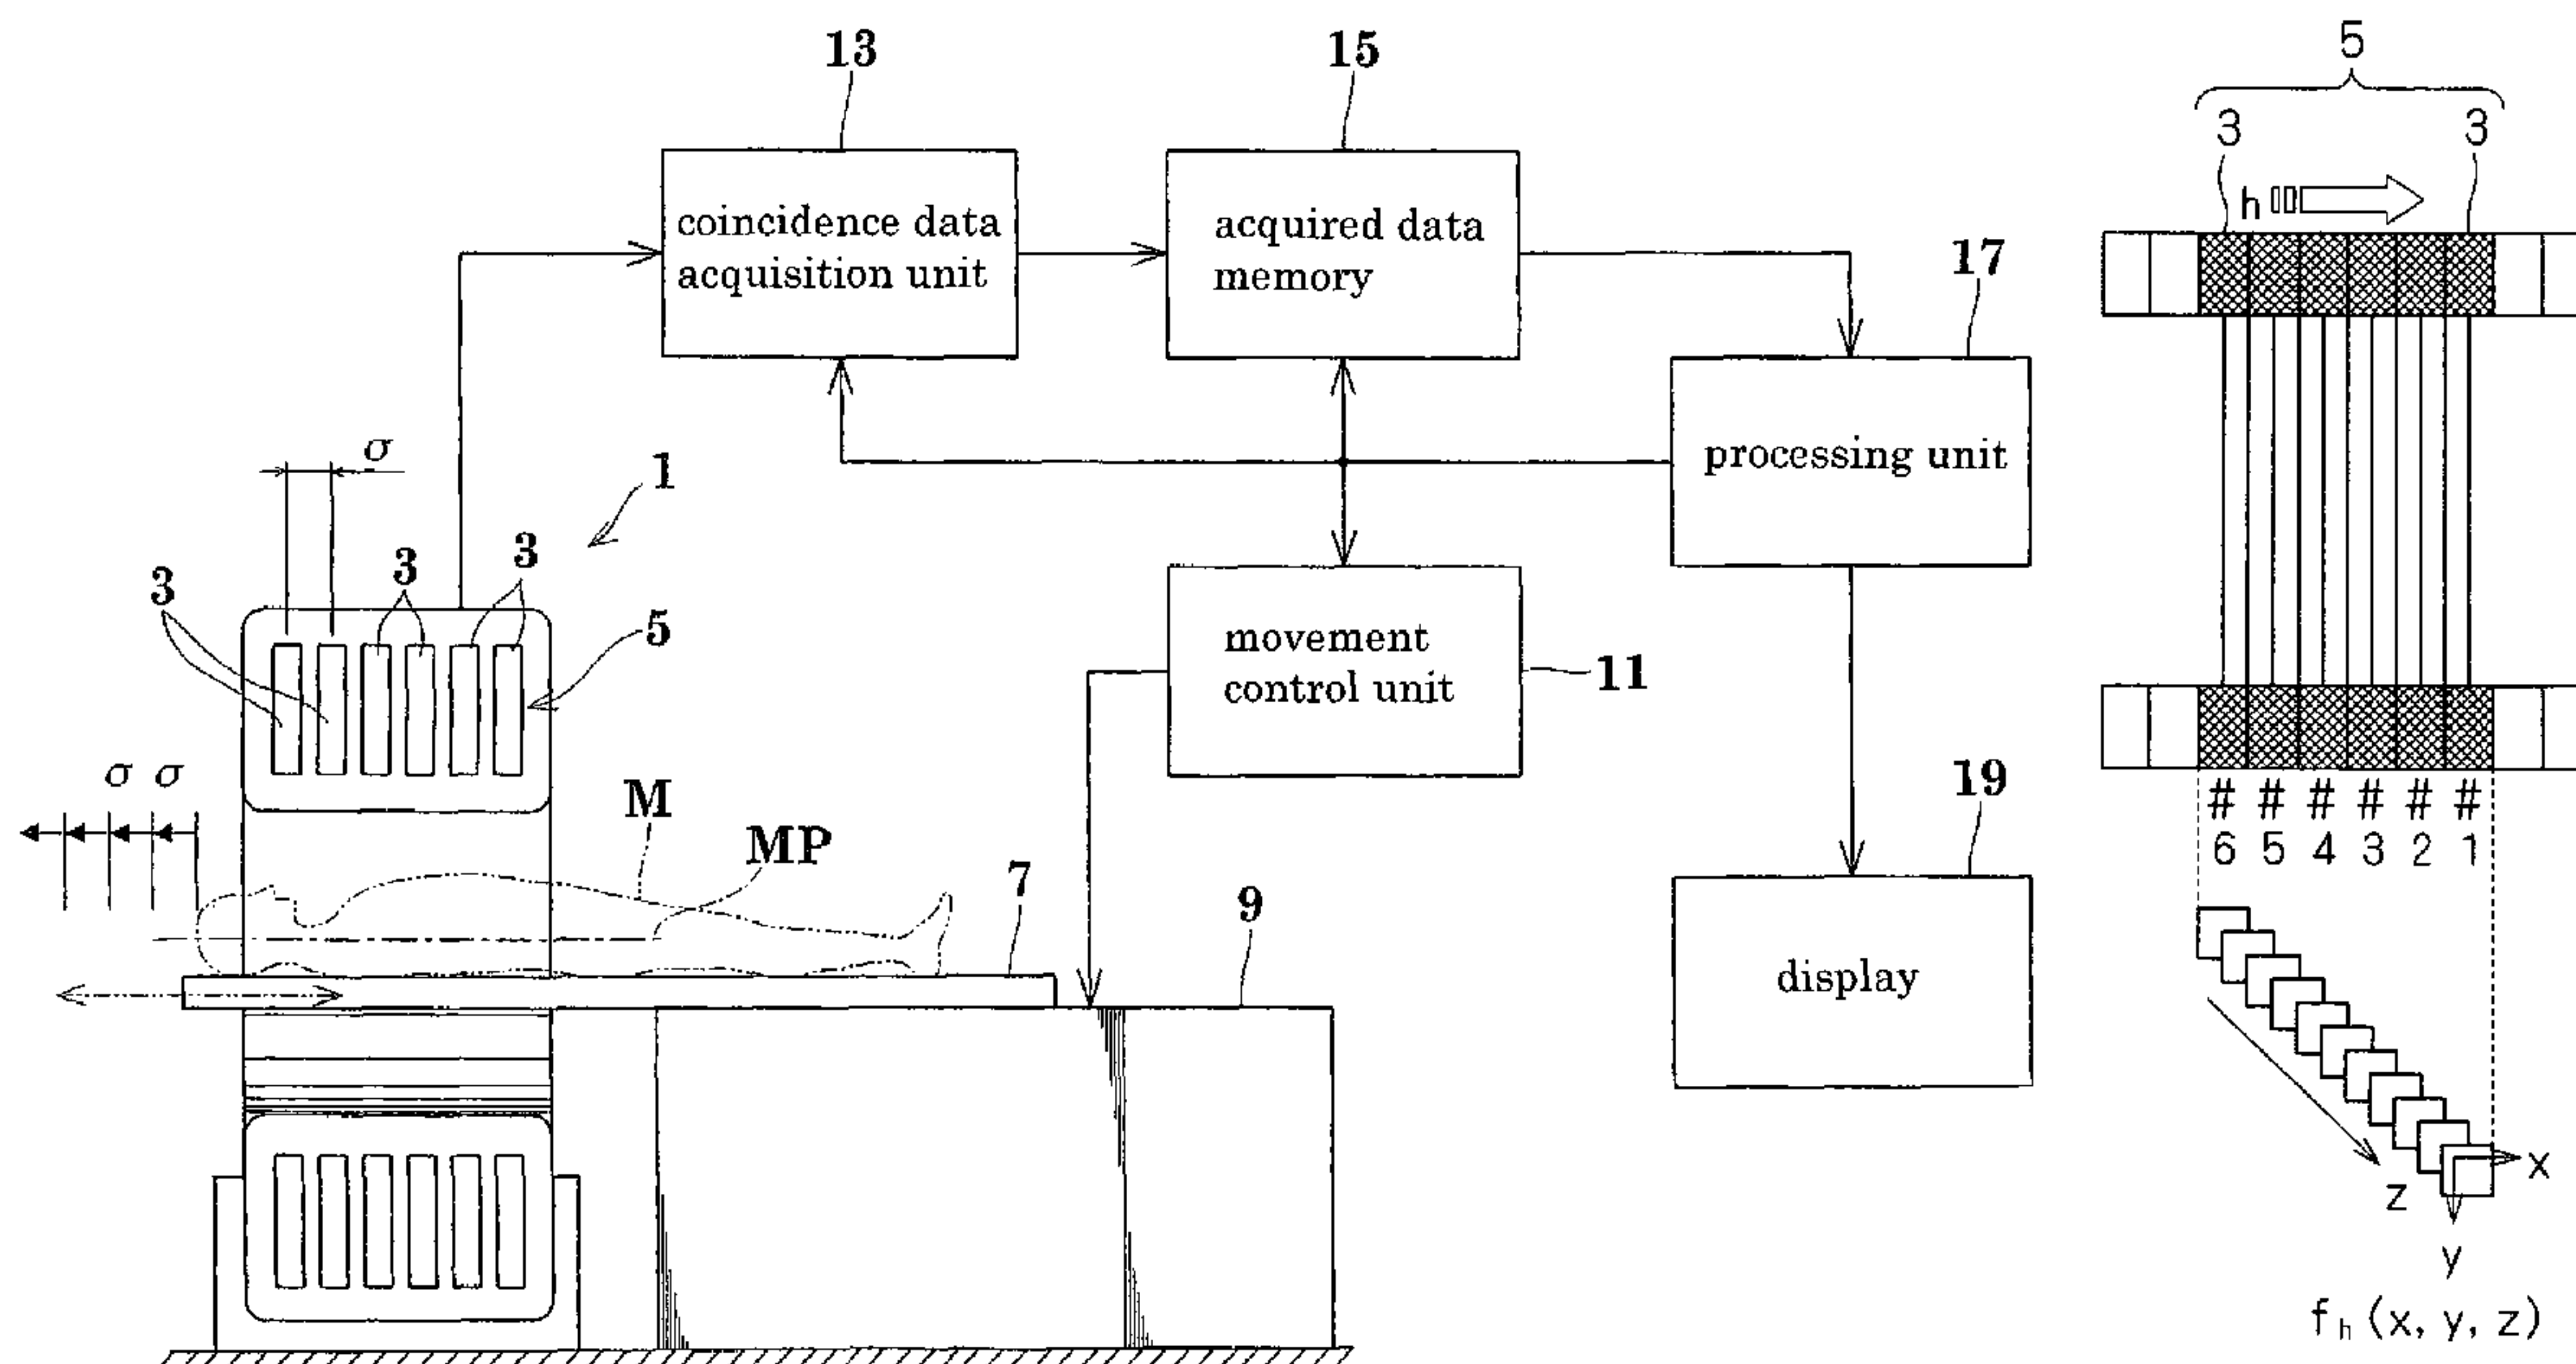 13
15
coincidence data
acquisition unit
acquired data
memory
17
processing unit
σ
1
3
3
3
5
movement
control unit
11
σ σ
M
MP
7
9
19
display
5
3
3
h
# # # # # #
6 5 4 3 2 1
x
z
y
fh (x, y, z)